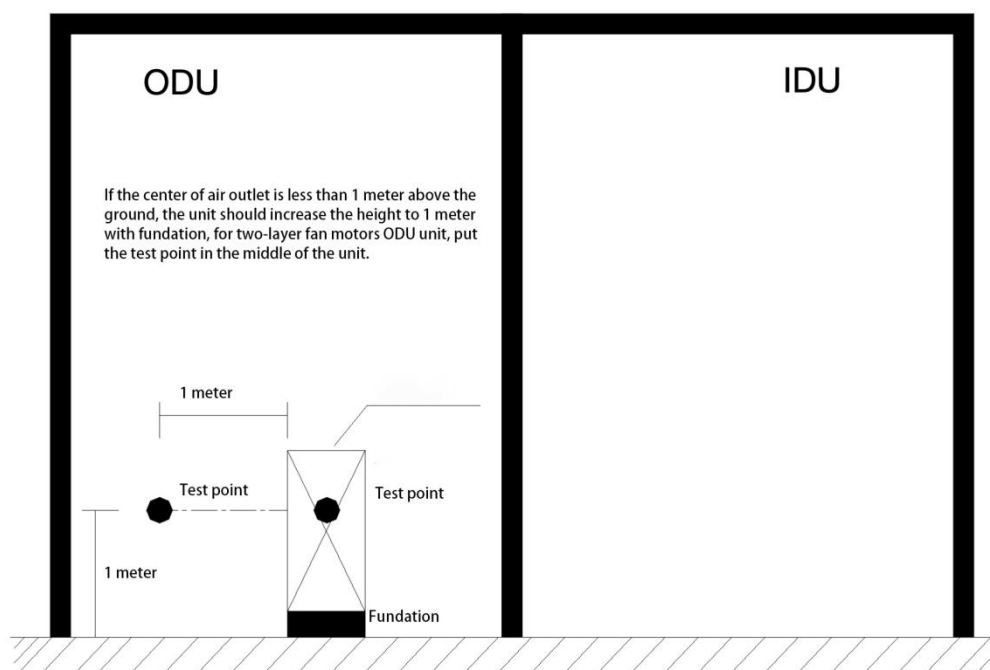 ODU
IDU
If the center of air outlet is less than 1 meter above the
ground, the unit should increase the height to 1 meter
with fundation, for two-layer fan motors ODU unit, put
the test point in the middle of the unit.
1 meter
Test point
Test point
1 meter
Fundation